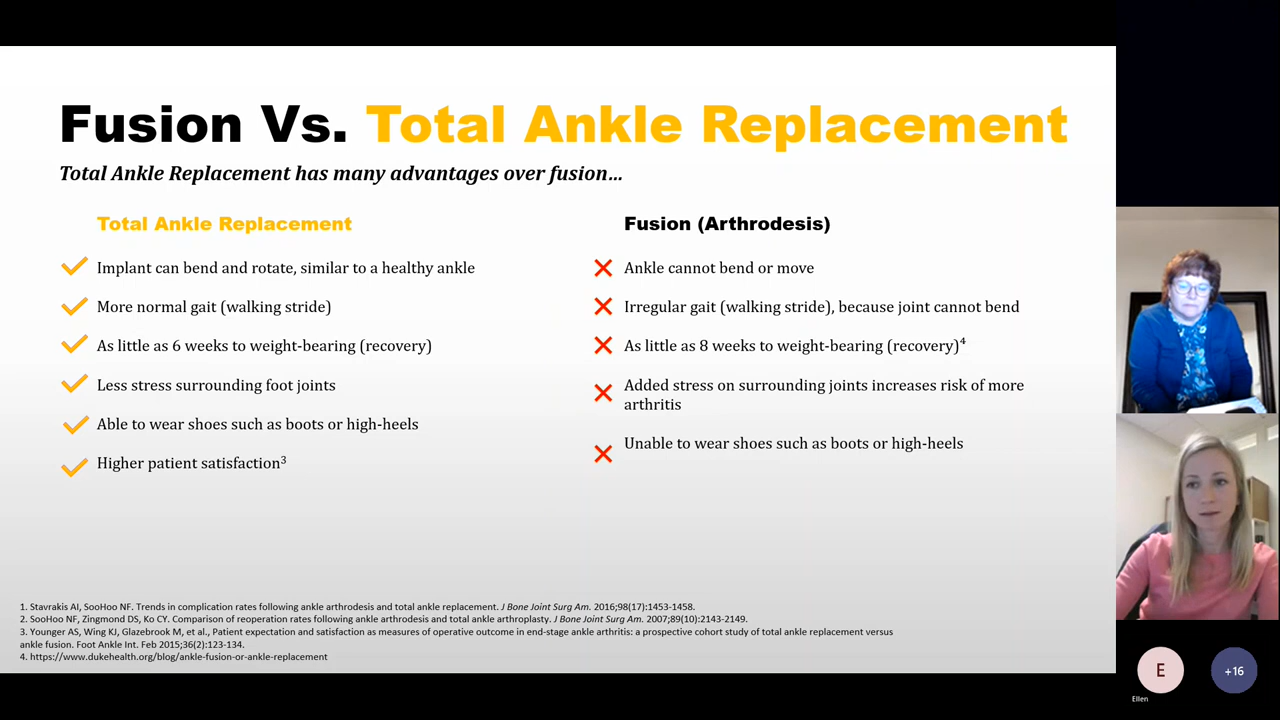 Fusion Vs. Total Ankle Replacement
Total Ankle Replacement has many advantages over fusion...
Total Ankle Replacement
Implant can bend and rotate, similar to a healthy ankle
More normal gait (walking stride)
As little as 6 weeks to weight-bearing (recovery)
Less stress surrounding foot joints
Able to wear shoes such as boots or high-heels
Higher patient satisfaction³
Fusion (Arthrodesis)
Ankle cannot bend or move
Irregular gait (walking stride), because joint cannot bend
As little as 8 weeks to weight-bearing (recovery)⁴
Added stress on surrounding joints increases risk of more
arthritis
Unable to wear shoes such as boots or high-heels
1. Stavrakis AI, SooHoo NF. Trends in complication rates following ankle arthrodesis and total ankle replacement. J Bone Joint Surg Am. 2016;98(17):1453-1458.
2. SooHoo NF, Zingmond DS, Ko CY. Comparison of reoperation rates following ankle arthrodesis and total ankle arthroplasty. J Bone Joint Surg Am. 2007;89(10):2143-2149.
3. Younger AS, Wing KJ, Glazebrook M, et al., Patient expectation and satisfaction as measures of operative outcome in end-stage ankle arthritis: a prospective cohort study of total ankle replacement versus
ankle fusion. Foot Ankle Int. Feb 2015;36(2):123-134.
4. https://www.dukehealth.org/blog/ankle-fusion-or-ankle-replacement
E
Ellen
+16